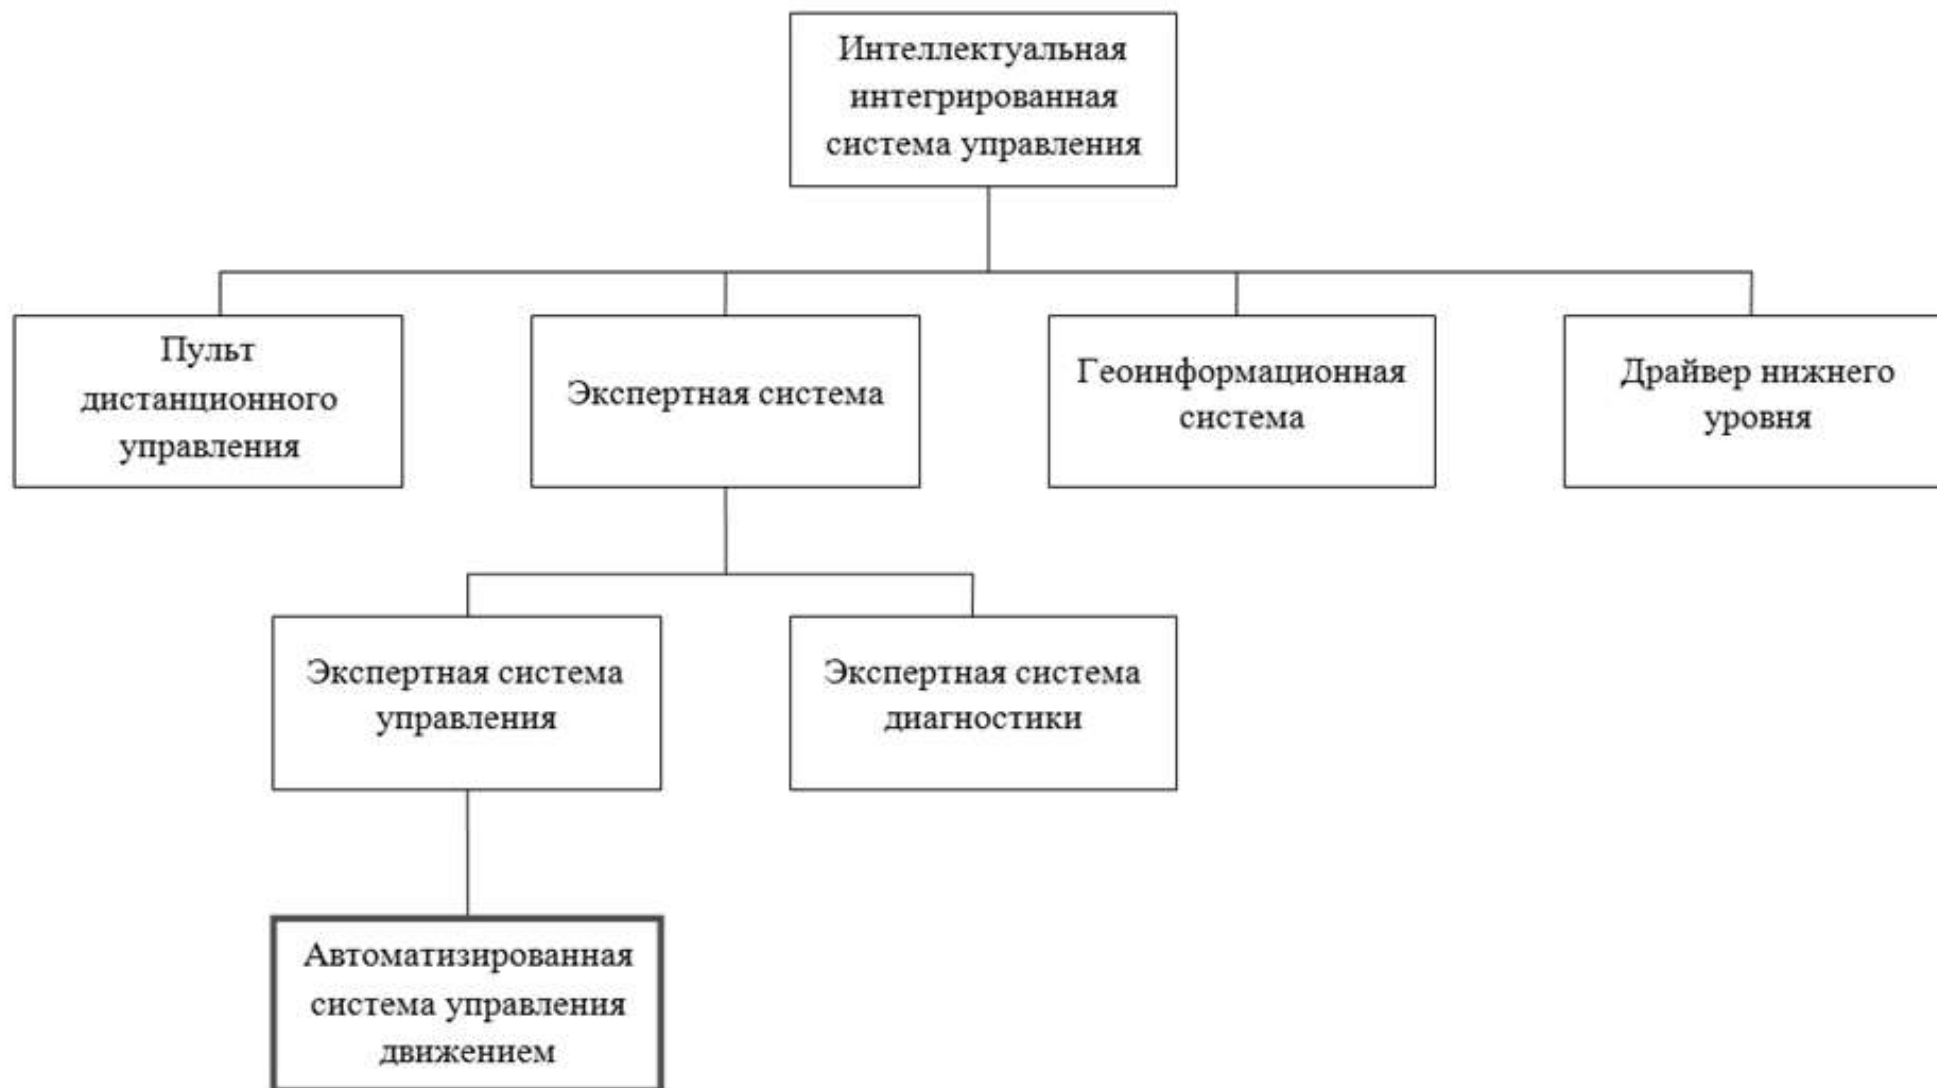 Интеллектуальная
интегрированная
система управления
Пульт
дистанционного
управления
Экспертная система
Геоинформационная
система
Драйвер нижнего
уровня
Экспертная система
управления
Экспертная система
диагностики
Автоматизированная
система управления
движением